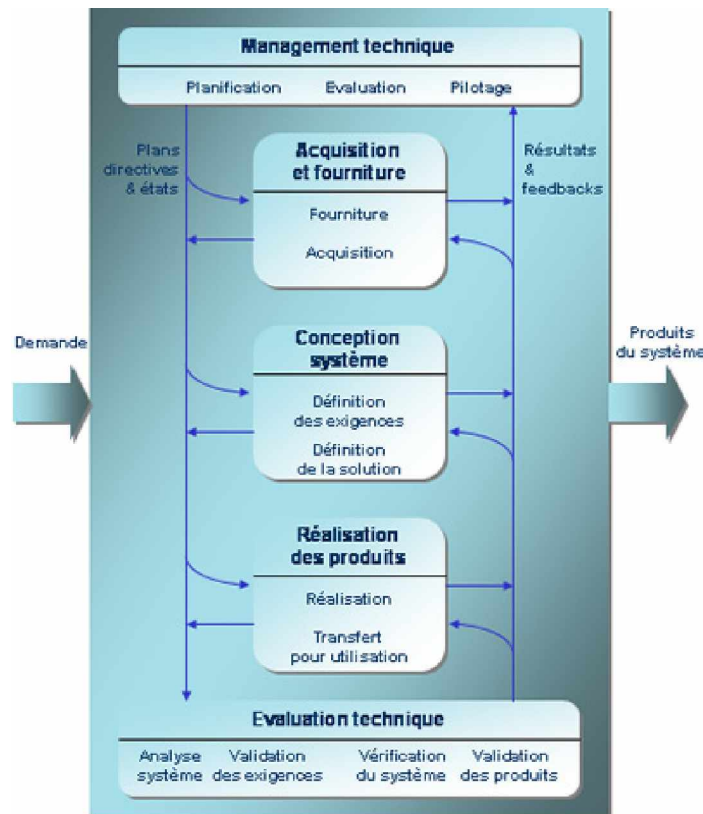 Management technique
Planification Evaluation Pilotage
Plans
directives
& états
Acquisition
et fourniture
Fourniture
Acquisition
Résultats
&
feedbacks
Demande
Conception
système
Définition
des exigences
Définition
de la solution
Produits
du système
Réalisation
des produits
Réalisation
Transfert
pour utilisation
Evaluation technique
Analyse
système
Validation
des exigences
Vérification
du système
Validation
des produits